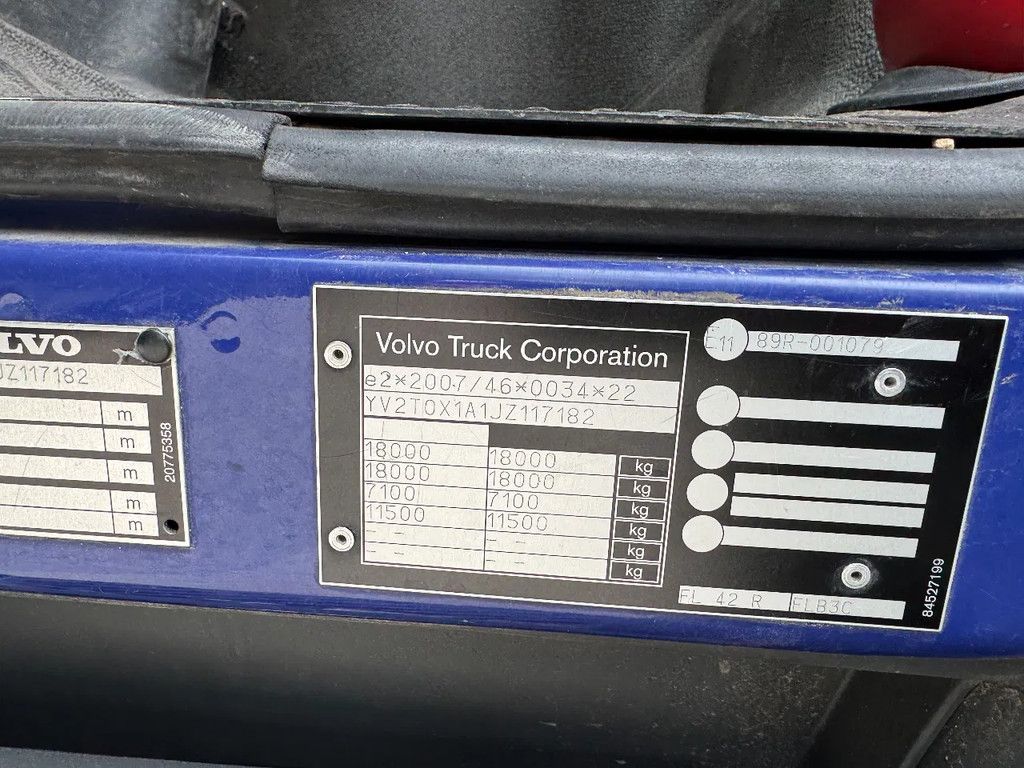 LVO
JZ117182
m
m
m
m
m
20775358
Volvo Truck Corporation
e2*2007/46*0034*22
YV2T0X1A1JZ117182
18000 18000 kg
18000 18000 kg
7100 7100 kg
11500 11500 kg
- - - - kg
- - - - kg
E11 89R-001079
FL 42 R FLB3C
84527199